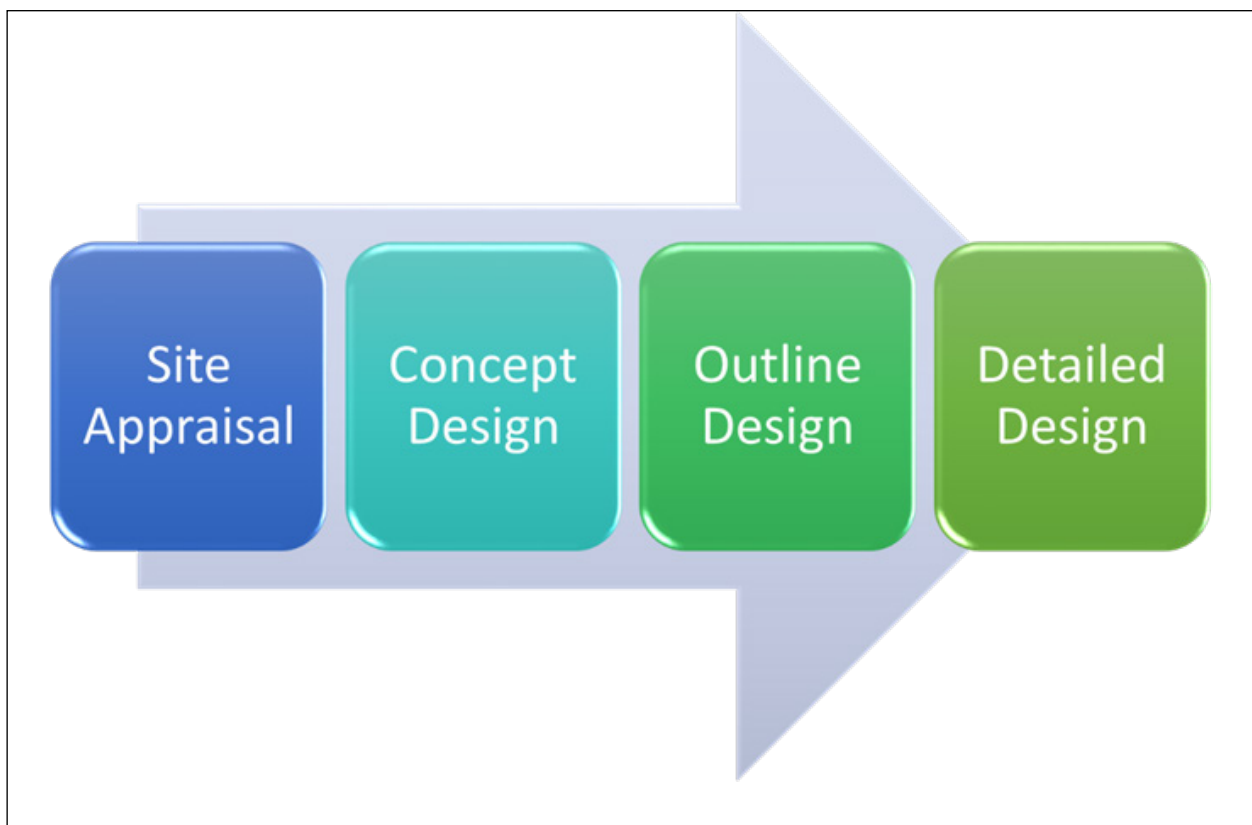 Site
Appraisal
Concept
Design
Outline
Design
Detailed
Design